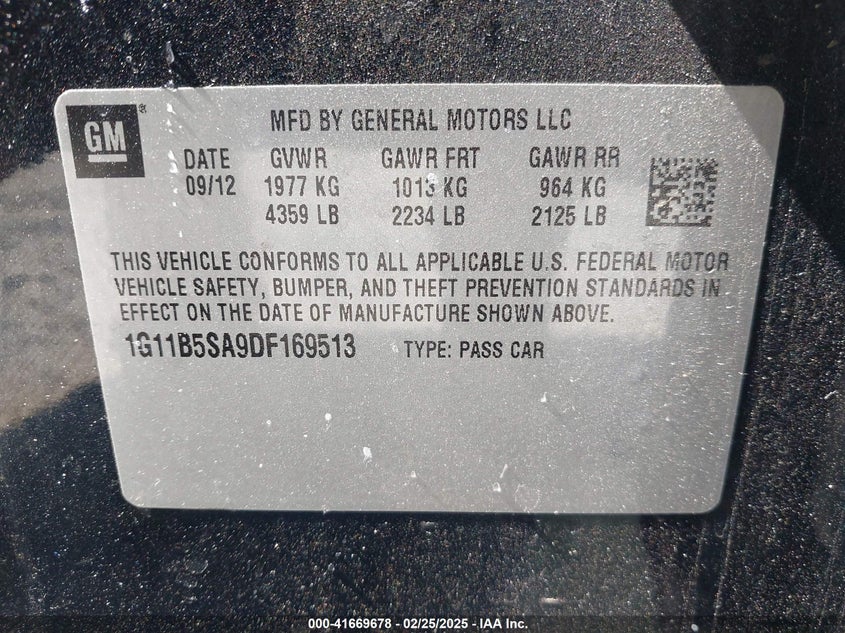 GM®
MFD BY GENERAL MOTORS LLC
DATE GVWR GAWR FRT GAWR RR
09/12 1977 KG 1013 KG 964 KG
4359 LB 2234 LB 2125 LB
THIS VEHICLE CONFORMS TO ALL APPLICABLE U.S. FEDERAL MOTOR
VEHICLE SAFETY, BUMPER, AND THEFT PREVENTION STANDARDS IN
EFFECT ON THE DATE OF MANUFACTURE SHOWN ABOVE.
1G11B5SA9DF169513 TYPE: PASS CAR
000-41669678 - 02/25/2025 - © IAA Inc.